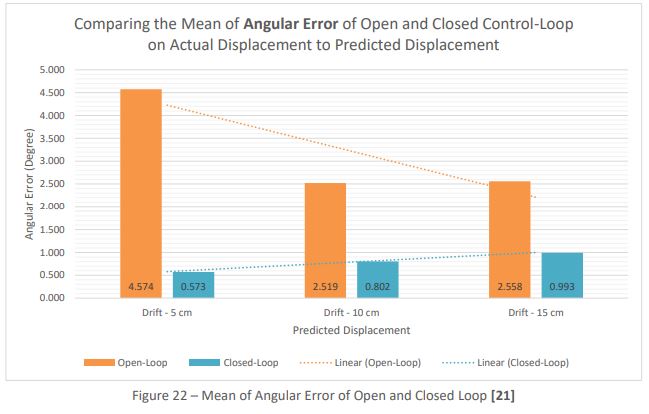 Comparing the Mean of Angular Error of Open and Closed Control-Loop
on Actual Displacement to Predicted Displacement
5.000
4.500
4.000
3.500
3.000
2.500
2.000
1.500
1.000
0.500
0.000
Angular Error (Degree)
4.574 0.573 2.519 0.802 2.558 0.993
Drift - 5 cm Drift - 10 cm Drift - 15 cm
Predicted Displacement
Open-Loop Closed-Loop Linear (Open-Loop) Linear (Closed-Loop)
Figure 22 – Mean of Angular Error of Open and Closed Loop [21]